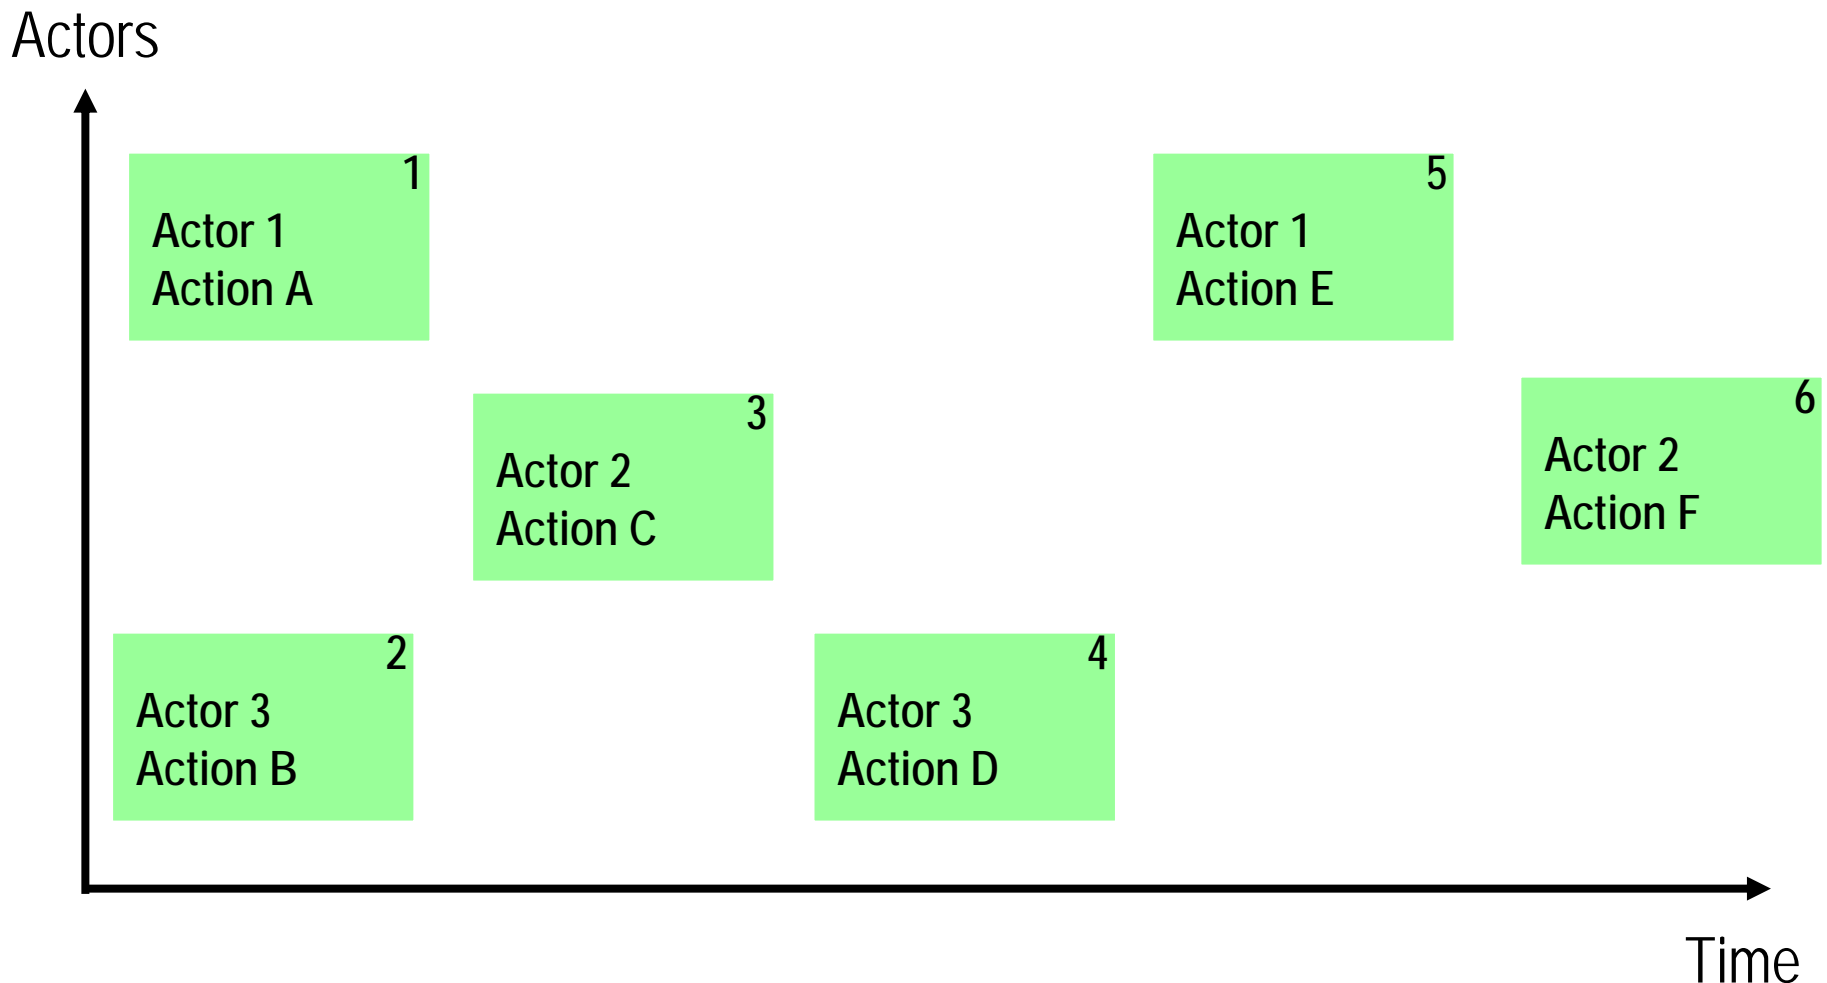 Actors
1
Actor 1
Action A
5
Actor 1
Action E
3
Actor 2
Action C
6
Actor 2
Action F
2
Actor 3
Action B
4
Actor 3
Action D
Time